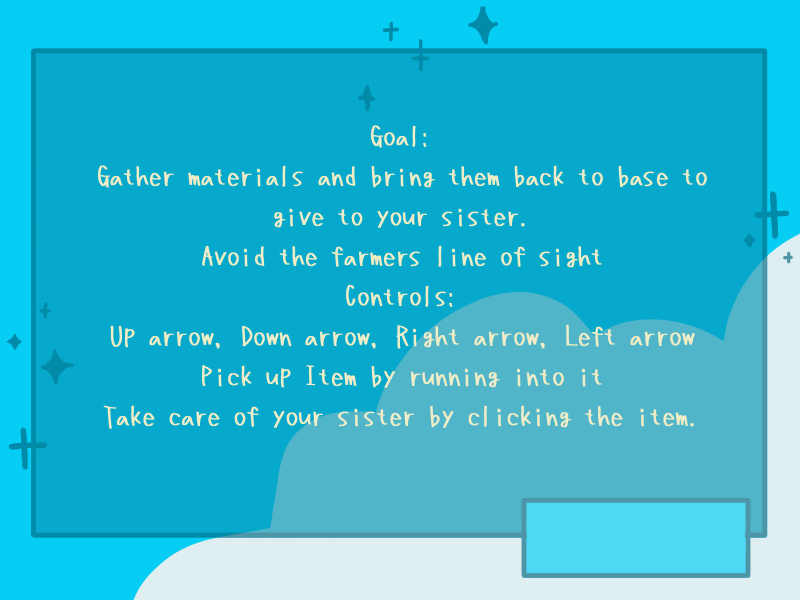 Goal:
Gather materials and bring them back to base to
give to your sister.
Avoid the farmers line of sight
Controls:
Up arrow, Down arrow, Right arrow, Left arrow
Pick up Item by running into it
Take care of your sister by clicking the item.